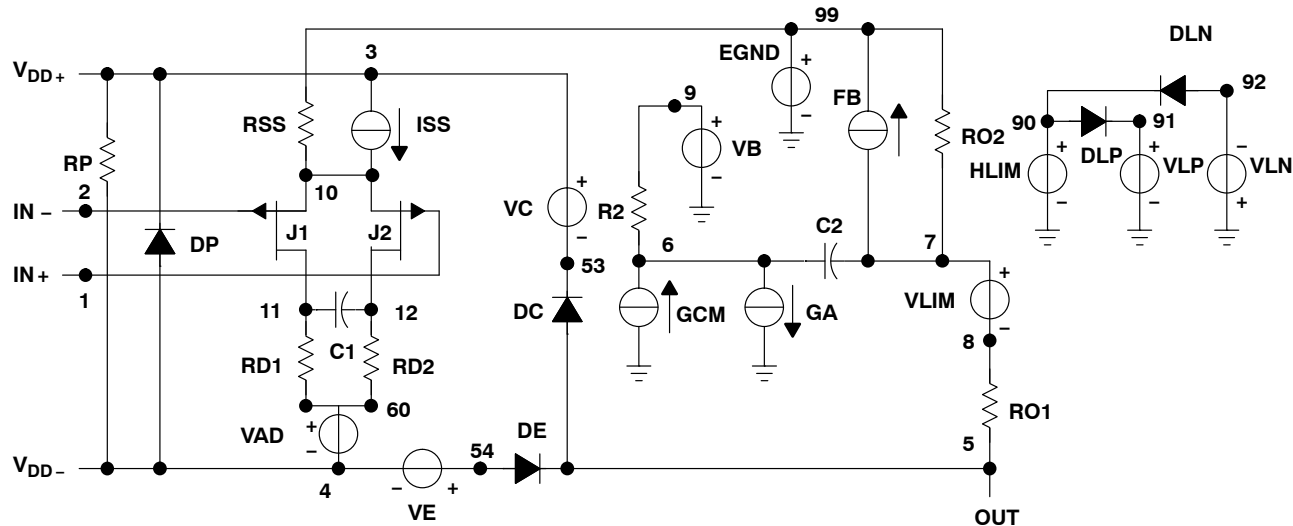 99
DLN
3
EGND
+
VDD+
92
9
FB
+
90
91
RSS
ISS
–
RO2
VB
–
DLP
+
+
–
RP
HLIM
VLP
VLN
2
10
+
–
–
+
IN –
VC
R2
–
J1
J2
C2
DP
6
7
IN+
53
+
1
GCM
GA
VLIM
–
11
12
DC
8
C1
RD1
RD2
RO1
60
+
VAD
DE
–
54
5
VDD–
4
–
+
VE
OUT